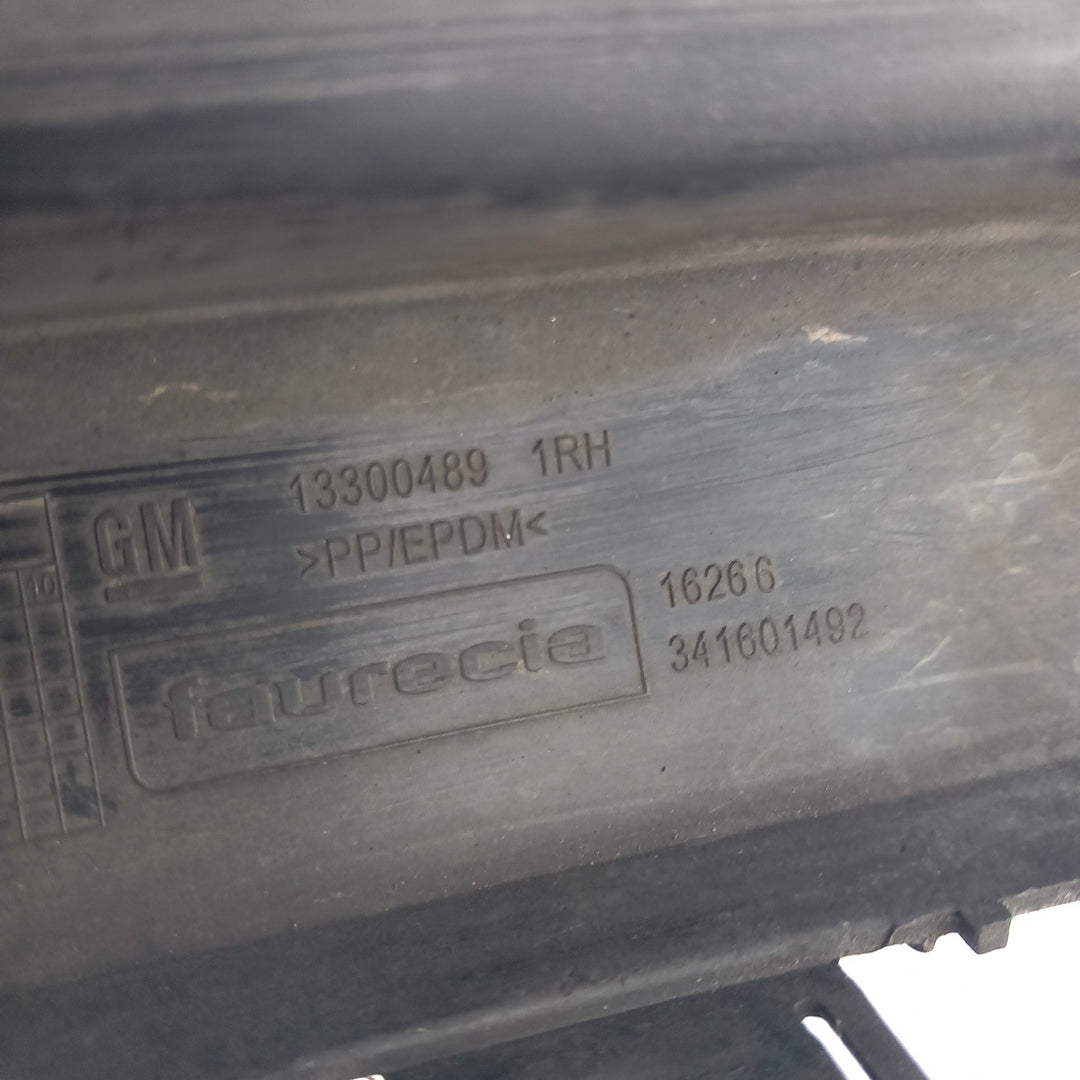 GM 13300489 1RH
>PP/EPDM<
faurecia
16266
341601492